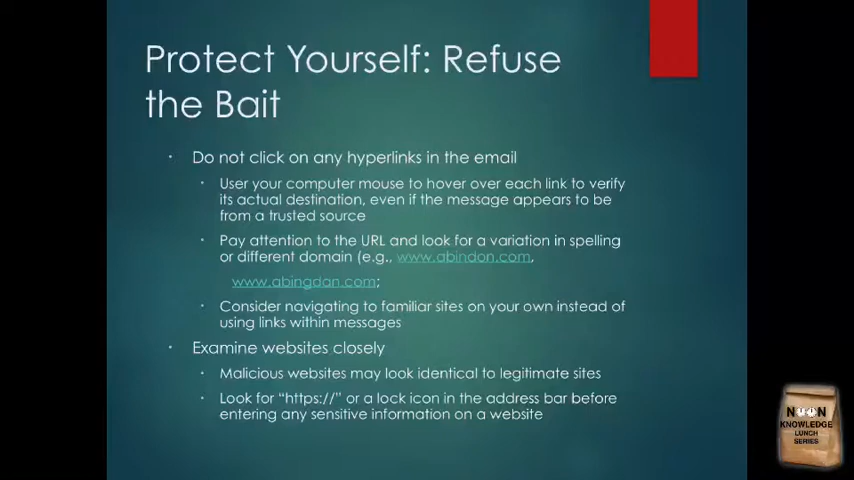 Protect Yourself: Refuse
the Bait
Do not click on any hyperlinks in the email
User your computer mouse to hover over each link to verify
its actual destination, even if the message appears to be
from a trusted source
Pay attention to the URL and look for a variation in spelling
or different domain (e.g., www.abindon.com,
www.abingdan.com;
Consider navigating to familiar sites on your own instead of
using links within messages
Examine websites closely
Malicious websites may look identical to legitimate sites
Look for “https://” or a lock icon in the address bar before
entering any sensitive information on a website
NOON
KNOWLEDGE
LUNCH
SERIES